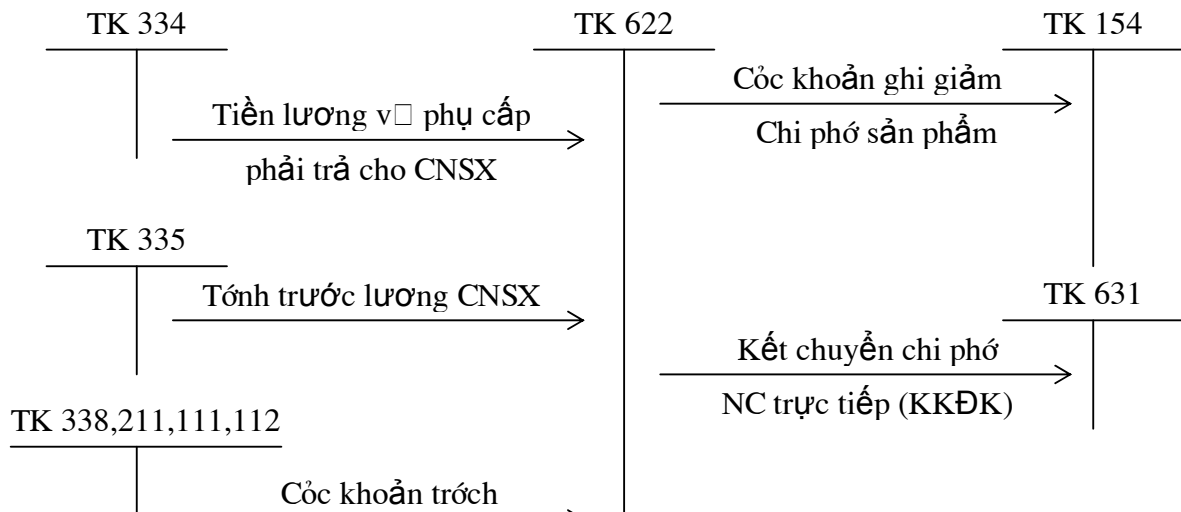 TK 334
TK 622
TK 154
Tiền lương v□ phụ cấp
phải trả cho CNSX
Cỏc khoản ghi giảm
Chi phớ sản phẩm
TK 335
Tớnh trước lương CNSX
TK 631
Kết chuyển chi phớ
NC trực tiếp (KKĐK)
TK 338,211,111,112
Cỏc khoản trớch